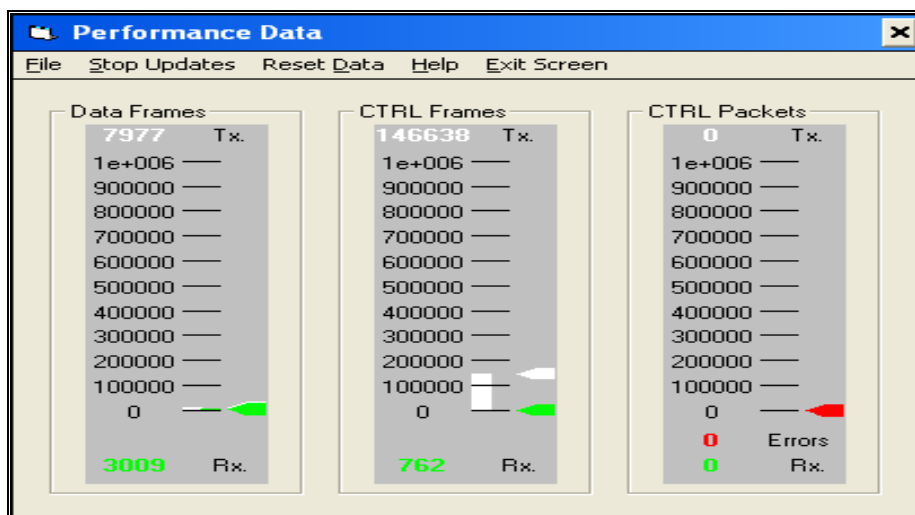 Performance Data
File Stop Updates Reset Data Help Exit Screen
Data Frames
7977 Tx.
1e+006
900000
800000
700000
600000
500000
400000
300000
200000
100000
0
3009 Rx.
CTRL Frames
146638 Tx.
1e+006
900000
800000
700000
600000
500000
400000
300000
200000
100000
0
762 Rx.
CTRL Packets
0 Tx.
1e+006
900000
800000
700000
600000
500000
400000
300000
200000
100000
0
0 Errors
0 Rx.